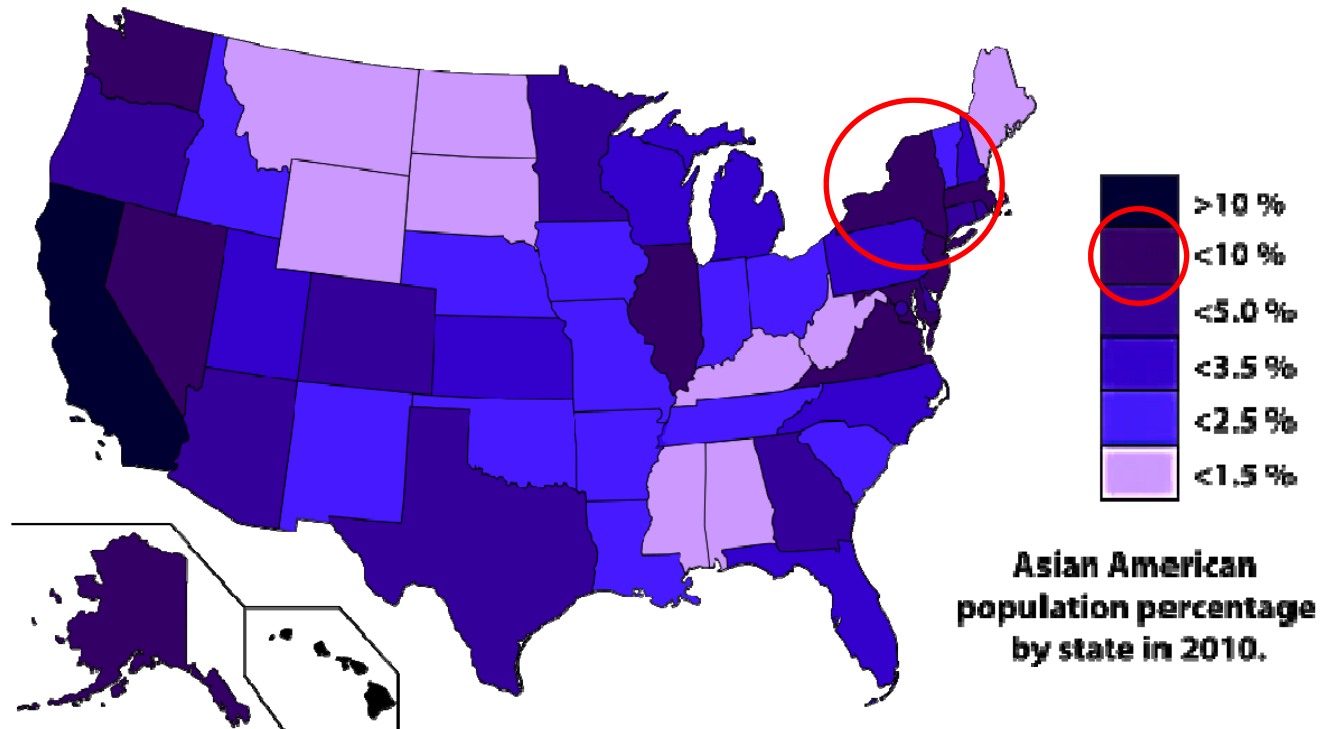 >10 %
<10 %
<5.0 %
<3.5 %
<2.5 %
<1.5 %
Asian American
population percentage
by state in 2010.